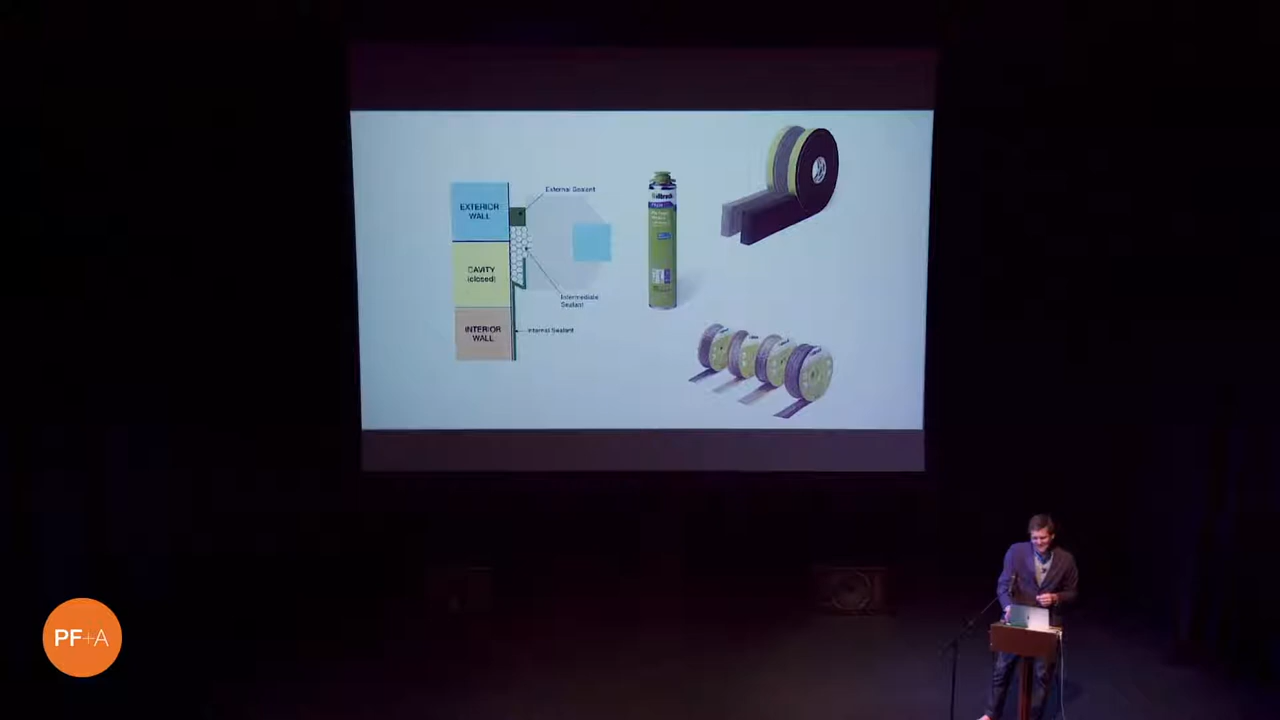 External Sealant
EXTERIOR
WALL
CAVITY
(closed)
Intermediate
Sealant
INTERIOR
WALL
Internal Sealant
PF+A